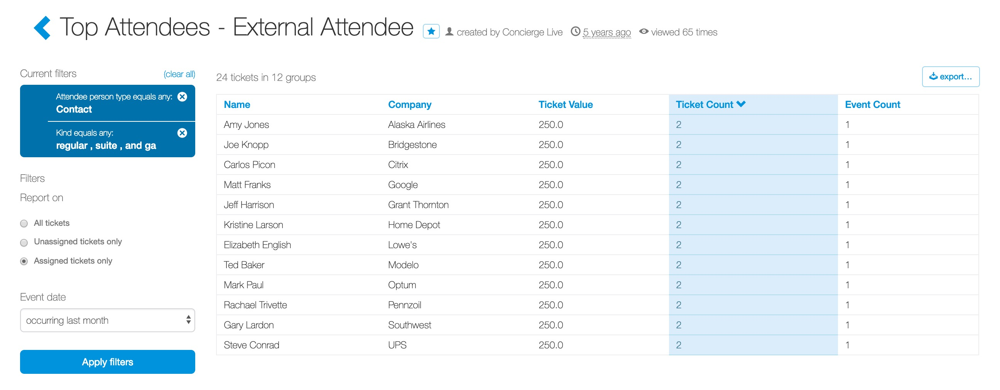 Top Attendees - External Attendee created by Concierge Live 5 years ago viewed 65 times
Current filters (clear all)
Attendee person type equals any:
Contact
Kind equals any:
regular , suite , and ga
Filters
Report on
All tickets
Unassigned tickets only
Assigned tickets only
Event date
occurring last month
Apply filters
24 tickets in 12 groups
export...
Name Company Ticket Value Ticket Count Event Count
Amy Jones Alaska Airlines 250.0 2 1
Joe Knopp Bridgestone 250.0 2 1
Carlos Picon Citrix 250.0 2 1
Matt Franks Google 250.0 2 1
Jeff Harrison Grant Thornton 250.0 2 1
Kristine Larson Home Depot 250.0 2 1
Elizabeth English Lowe's 250.0 2 1
Ted Baker Modelo 250.0 2 1
Mark Paul Optum 250.0 2 1
Rachael Trivette Pennzoil 250.0 2 1
Gary Lardon Southwest 250.0 2 1
Steve Conrad UPS 250.0 2 1